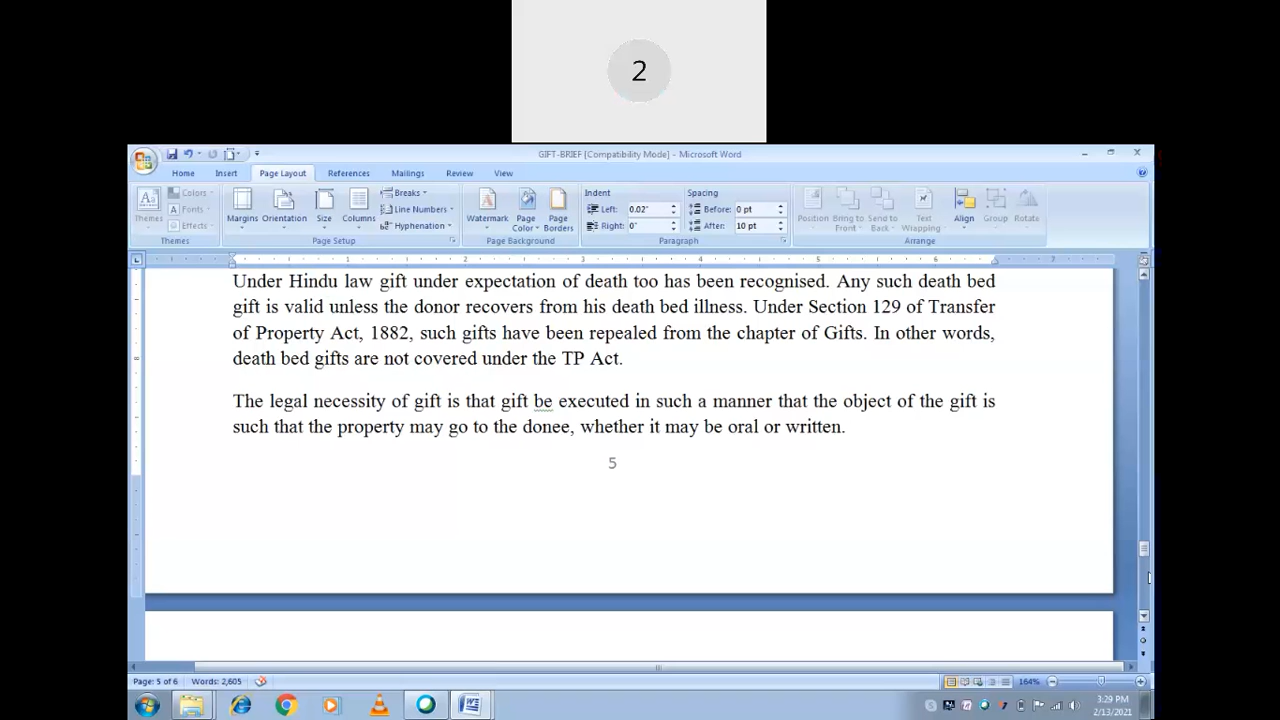 2
GIFT-BRIEF [Compatibility Mode] - Microsoft Word
Home Insert Page Layout References Mailings Review View
Themes
Colors
Fonts
Effects
Themes
Margins Orientation Size Columns
Breaks
Line Numbers
Hyphenation
Page Setup
Watermark Page Color Page Borders
Page Background
Indent
Left: 0.02"
Right: 0"
Spacing
Before: 0 pt
After: 10 pt
Paragraph
Position Bring to Front Send to Back Text Wrapping Align Group Rotate
Arrange
Under Hindu law gift under expectation of death too has been recognised. Any such death bed
gift is valid unless the donor recovers from his death bed illness. Under Section 129 of Transfer
of Property Act, 1882, such gifts have been repealed from the chapter of Gifts. In other words,
death bed gifts are not covered under the TP Act.
The legal necessity of gift is that gift be executed in such a manner that the object of the gift is
such that the property may go to the donee, whether it may be oral or written.
5
Page: 5 of 6 Words: 2,605
164%
3:29 PM
2/13/2021